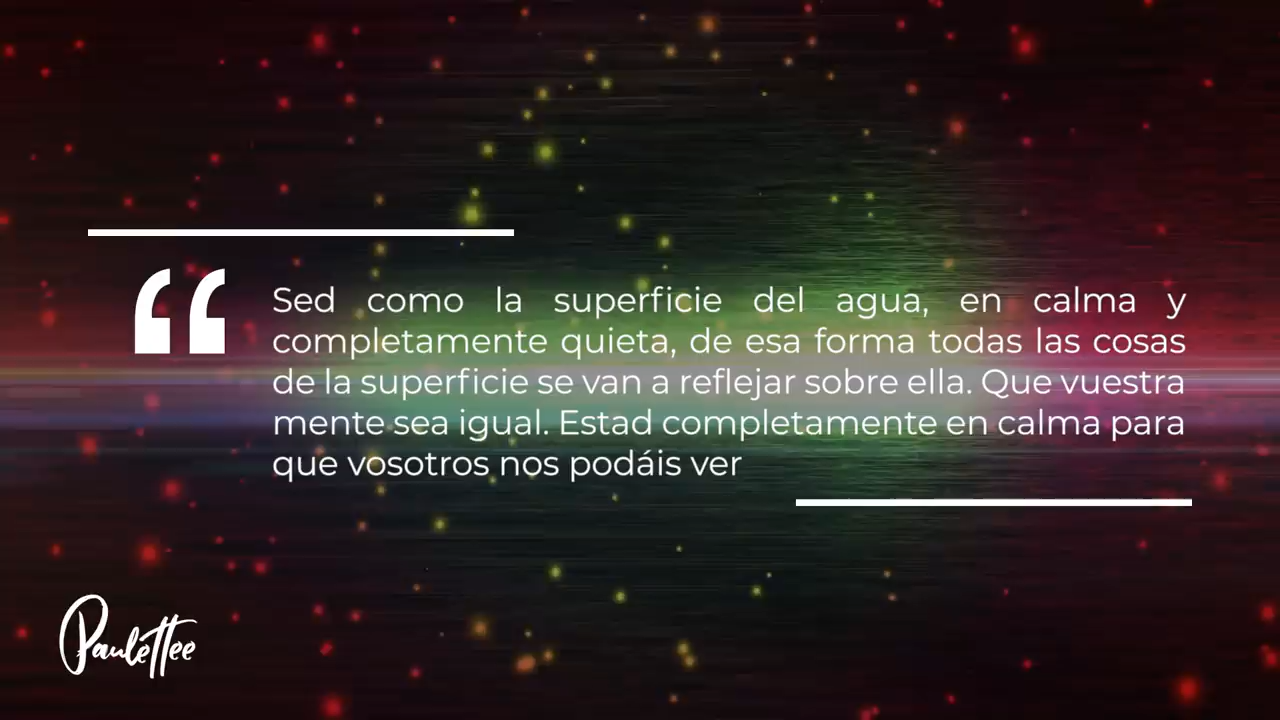 “
Sed como la superficie del agua, en calma y
completamente quieta, de esa forma todas las cosas
de la superficie se van a reflejar sobre ella. Que vuestra
mente sea igual. Estad completamente en calma para
que vosotros nos podáis ver
Paulettee